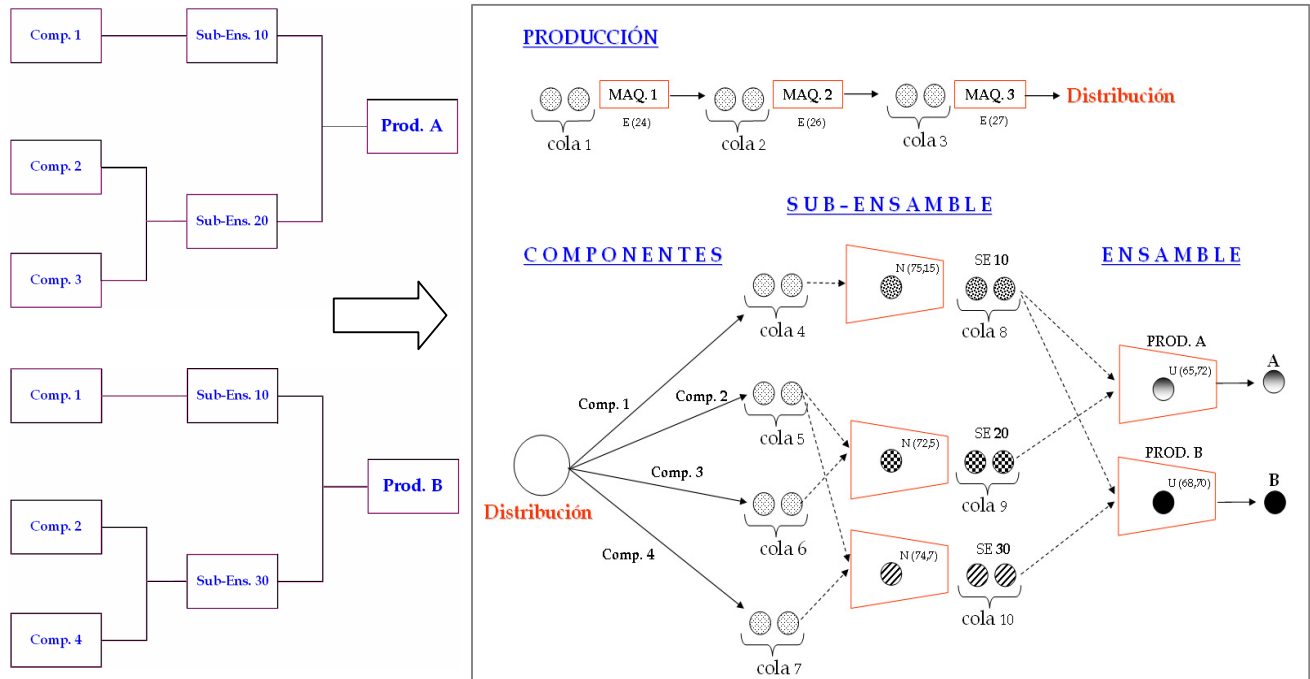 Comp. 1
Sub-Ens. 10
Prod. A
Comp. 2
Sub-Ens. 20
Comp. 3
Comp. 1
Sub-Ens. 10
Prod. B
Comp. 2
Sub-Ens. 30
Comp. 4
PRODUCCIÓN
MAQ. 1
E (24)
cola 1
MAQ. 2
E (26)
cola 2
MAQ. 3
E (27)
cola 3
Distribución
SUB-ENSAMBLE
COMPONENTES
ENSAMBLE
Distribución
Comp. 1
Comp. 2
Comp. 3
Comp. 4
cola 4
cola 5
cola 6
cola 7
N (75,15)
N (72,5)
N (74,7)
SE 10
cola 8
SE 20
cola 9
SE 30
cola 10
PROD. A
U (65,72)
A
PROD. B
U (68,70)
B